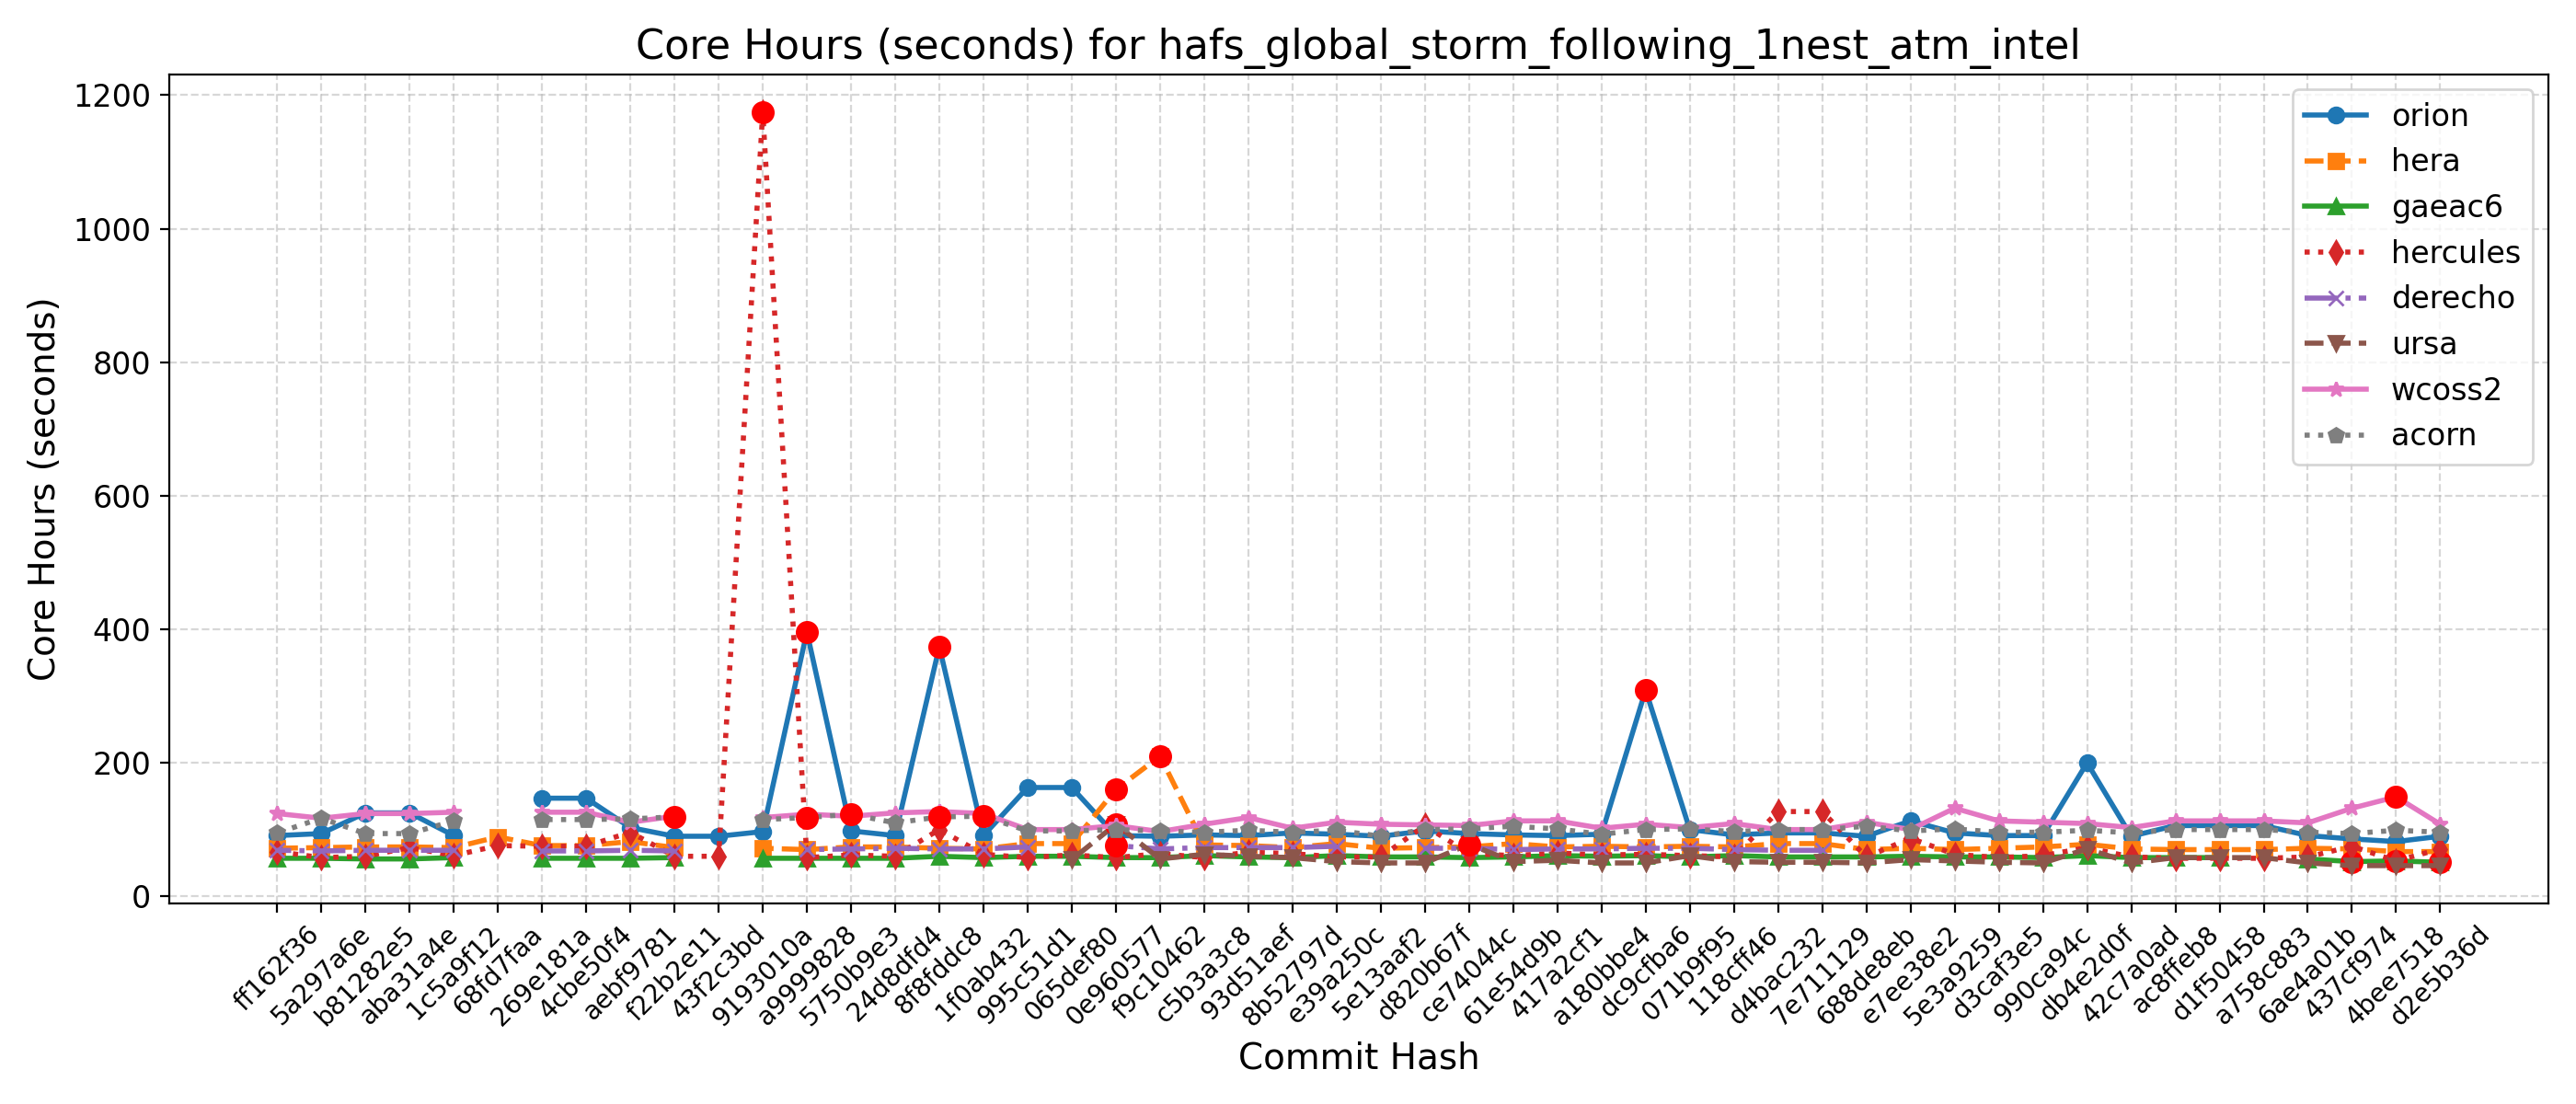 Core Hours (seconds) for hafs_global_storm_following_1nest_atm_intel
Core Hours (seconds)
1200
1000
800
600
400
200
0
orion
hera
gaeac6
hercules
derecho
ursa
wcoss2
acorn
ff162f36
5a297a6e
b81282e5
aba31a4e
1c5a9f12
68fd7faa
269e181a
4cbe50f4
aebf9781
f22b2e11
43f2c3bd
9193010a
a9999828
5750b9e3
24d8dfd4
8f8fddc8
1f0ab432
995c51d1
065def80
0e960577
f9c10462
c5b3a3c8
93d51aef
8b52797d
e39a250c
5e13aaf2
d820b67f
ce74044c
61e54d9b
417a2cf1
a180bbe4
dc9cfba6
071b9f95
118cff46
d4bac232
7e711129
688de8eb
e7ee38e2
5e3a9259
d3caf3e5
990ca94c
db4e2d0f
42c7a0ad
ac8ffeb8
d1f50458
a758c883
6ae4a01b
437cf974
4bee7518
d2e5b36d
Commit Hash